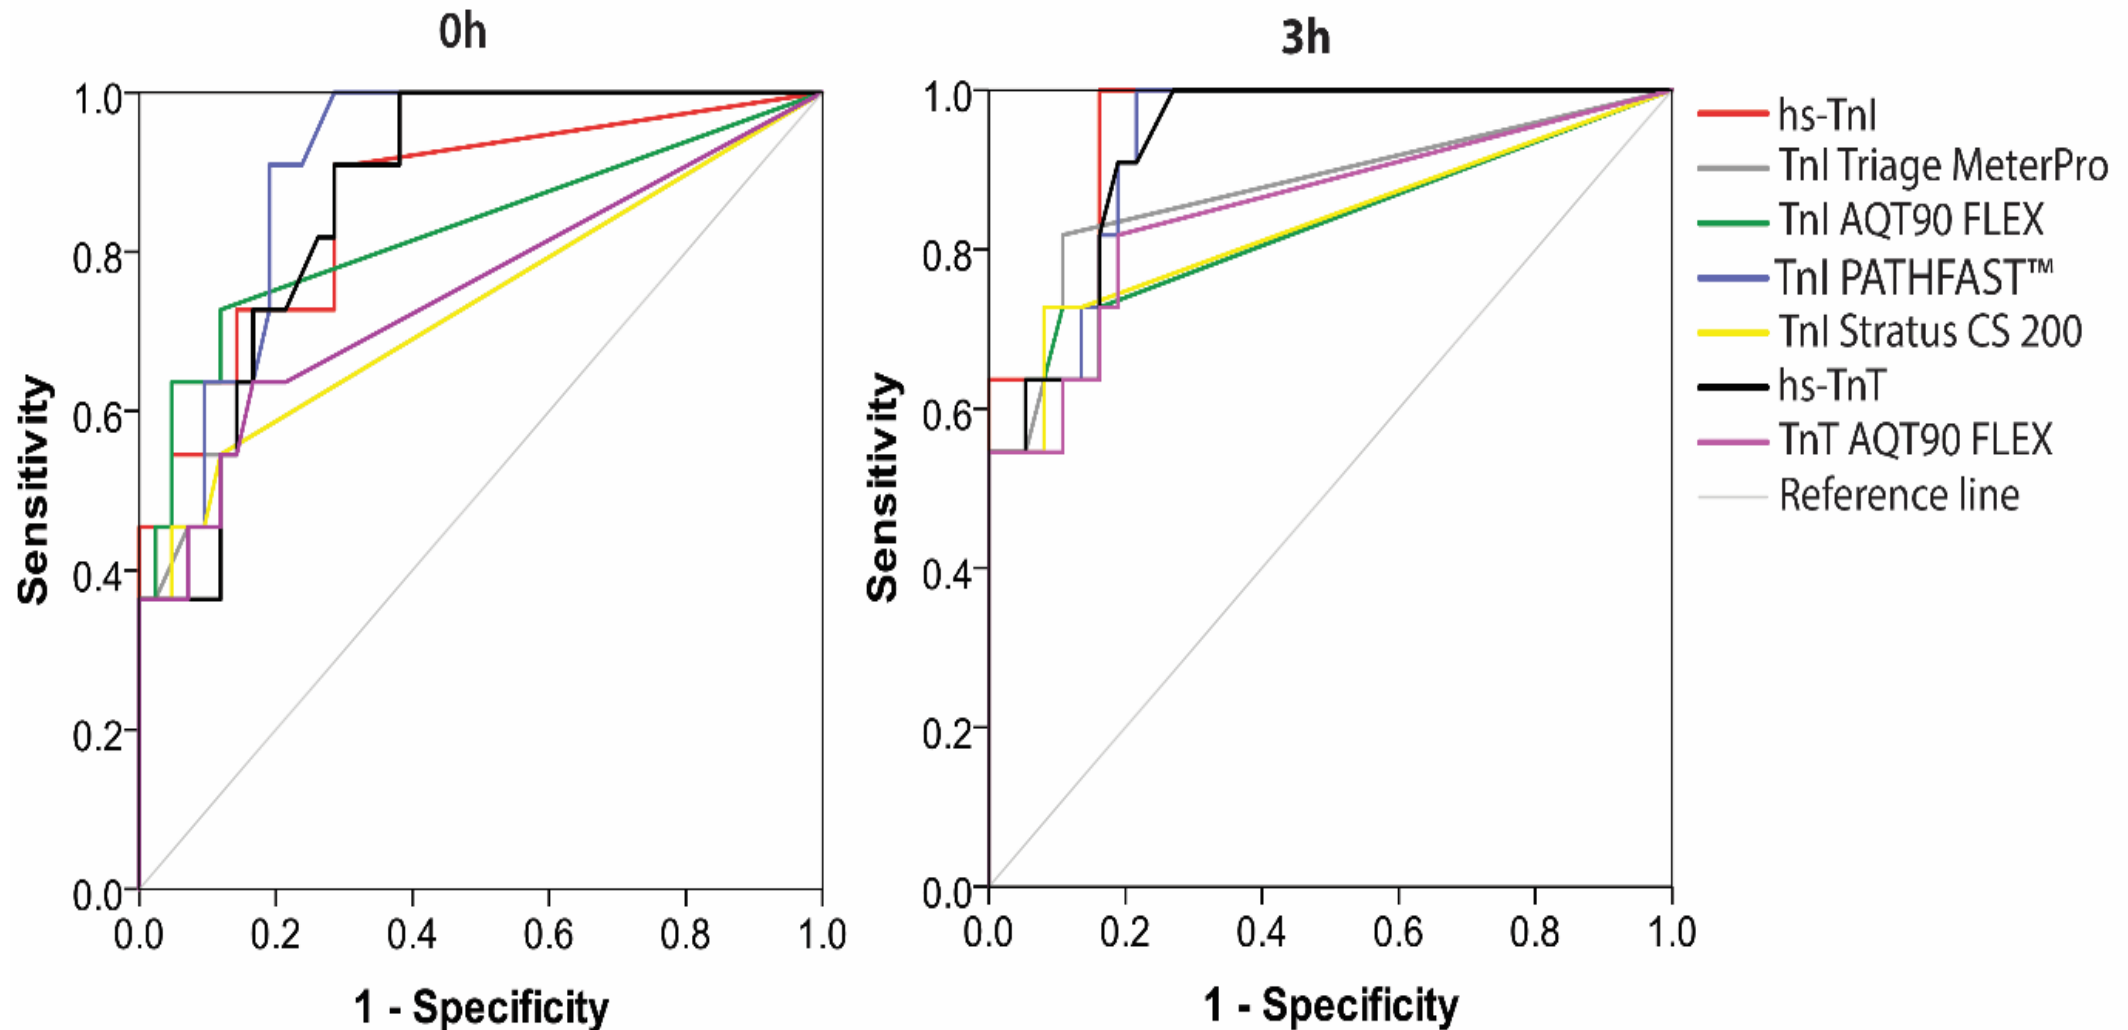 0h
3h
1.0
0.8
0.6
0.4
0.2
0.0
Sensitivity
0.0 0.2 0.4 0.6 0.8 1.0
1 - Specificity
1.0
0.8
0.6
0.4
0.2
0.0
Sensitivity
0.0 0.2 0.4 0.6 0.8 1.0
1 - Specificity
hs-TnI
TnI Triage MeterPro
TnI AQT90 FLEX
TnI PATHFAST™
TnI Stratus CS 200
hs-TnT
TnT AQT90 FLEX
Reference line